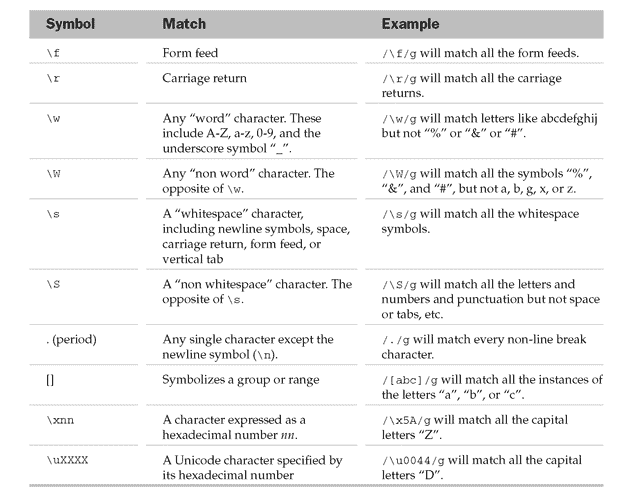 Symbol Match Example
\f Form feed /\f/g will match all the form feeds.
\r Carriage return /\r/g will match all the carriage
returns.
\w Any “word” character. These /\w/g will match letters like abcdefghij
include A-Z, a-z, 0-9, and the but not “%” or “&” or “#”.
underscore symbol “_”.
\W Any “non word” character. The /\W/g will match all the symbols “%”,
opposite of \w. “&”, and “#”, but not a, b, g, x, or z.
\s A “whitespace” character, /\s/g will match all the whitespace
including newline symbols, space, symbols.
carriage return, form feed, or
vertical tab
\S A “non whitespace” character. The /\S/g will match all the letters and
opposite of \s. numbers and punctuation but not space
or tabs, etc.
. (period) Any single character except the /./g will match every non-line break
newline symbol (\n). character.
[] Symbolizes a group or range /[abc]/g will match all the instances of
the letters “a”, “b”, or “c”.
\xnn A character expressed as a /\x5A/g will match all the capital
hexadecimal number nn. letters “Z”.
\uXXXX A Unicode character specified by /\u0044/g will match all the capital
its hexadecimal number letters “D”.